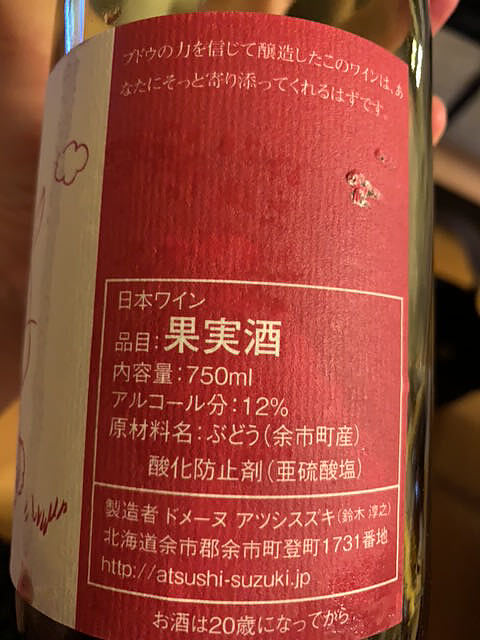 ブドウの力を信じて醸造したこのワインは、あ
なたにそっと寄り添ってくれるはずです。
日本ワイン
品目：果実酒
内容量：750ml
アルコール分：12%
原材料名：ぶどう（余市町産）
酸化防止剤（亜硫酸塩）
製造者 ドメーヌ アツシスズキ（鈴木 淳之）
北海道余市郡余市町登町1731番地
http://atsushi-suzuki.jp
お酒は20歳になってから